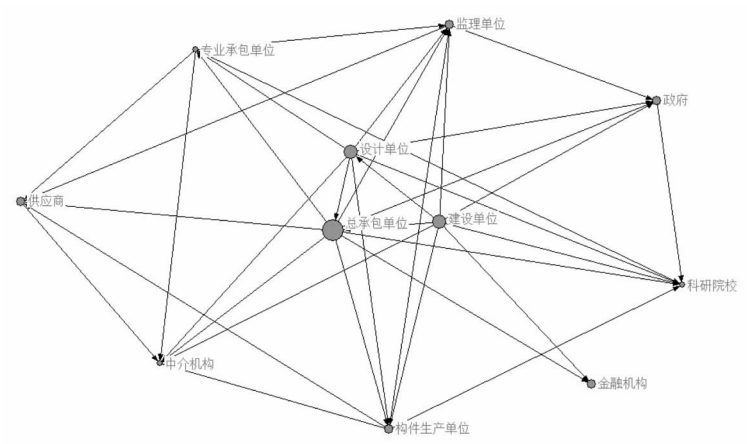 监理单位
专业承包单位
政府
设计单位
供应商
总承包单位
建设单位
科研院校
中介机构
金融机构
构件生产单位